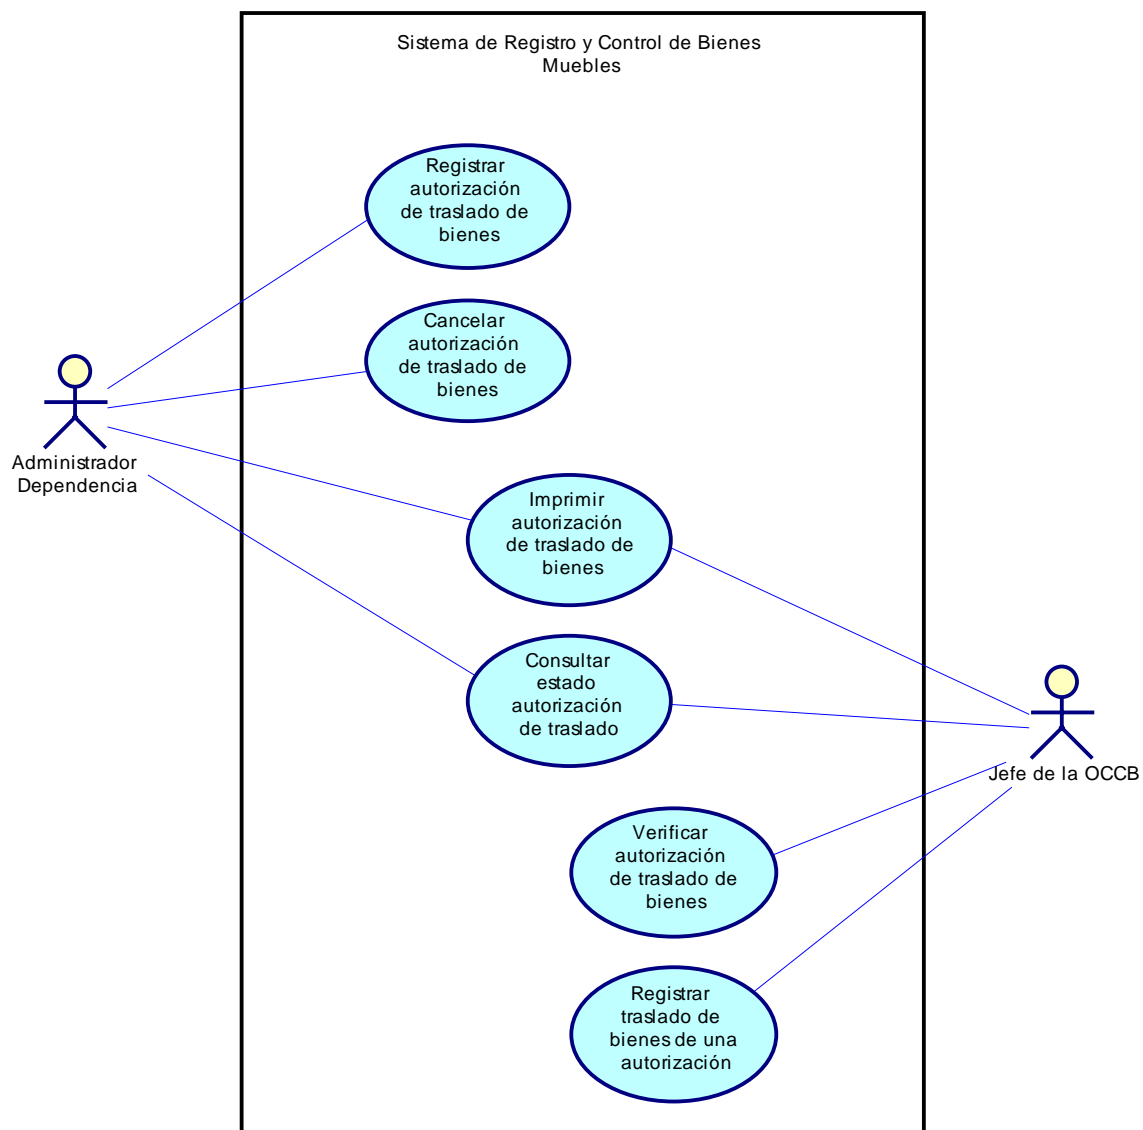 Sistema de Registro y Control de Bienes
Muebles
Registrar
autorización
de traslado de
bienes
Cancelar
autorización
de traslado de
bienes
Administrador
Dependencia
Imprimir
autorización
de traslado de
bienes
Consultar
estado
autorización
de traslado
Jefe de la OCCB
Verificar
autorización
de traslado de
bienes
Registrar
traslado de
bienes de una
autorización